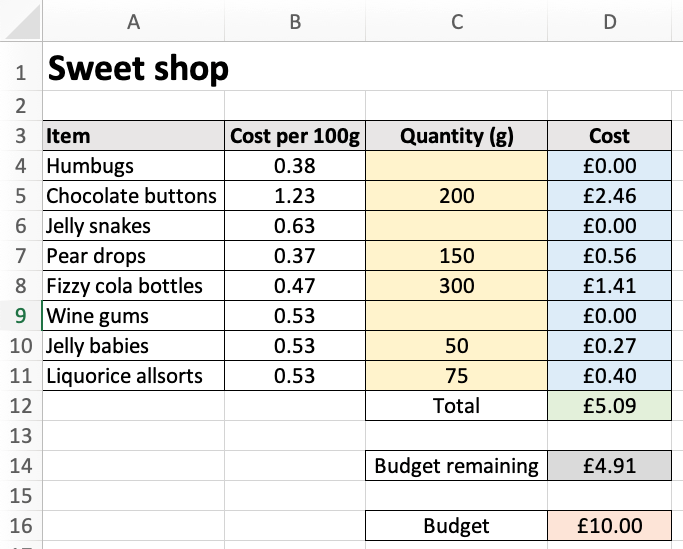 A B C D
1 Sweet shop
2
3 Item Cost per 100g Quantity (g) Cost
4 Humbugs 0.38 £0.00
5 Chocolate buttons 1.23 200 £2.46
6 Jelly snakes 0.63 £0.00
7 Pear drops 0.37 150 £0.56
8 Fizzy cola bottles 0.47 300 £1.41
9 Wine gums 0.53 £0.00
10 Jelly babies 0.53 50 £0.27
11 Liquorice allsorts 0.53 75 £0.40
12 Total £5.09
13
14 Budget remaining £4.91
15
16 Budget £10.00